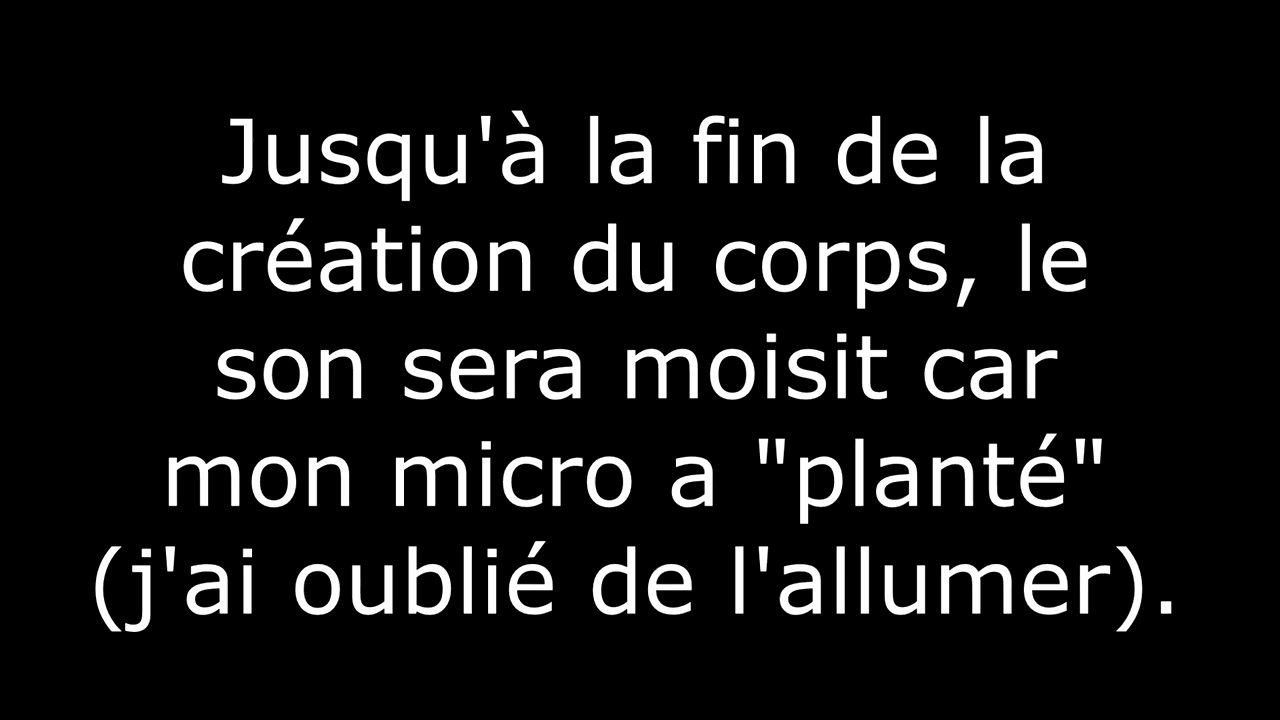 Jusqu'à la fin de la
création du corps, le
son sera moisit car
mon micro a "planté"
(j'ai oublié de l'allumer).